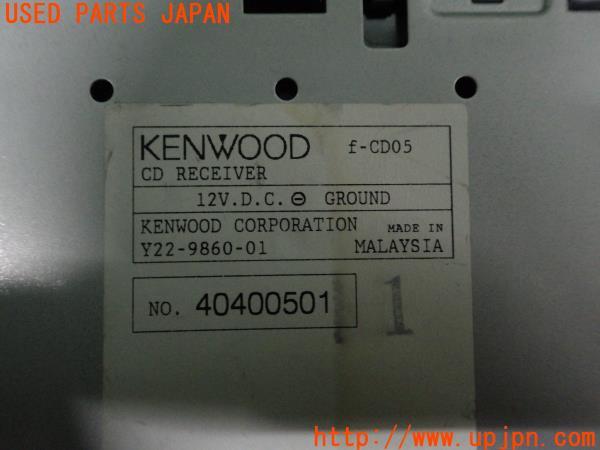 USED PARTS JAPAN
KENWOOD f-CD05
CD RECEIVER
12V.D.C. ⊖ GROUND
KENWOOD CORPORATION MADE IN
Y22-9860-01 MALAYSIA
NO. 40400501
1
http://www.upjpn.com/